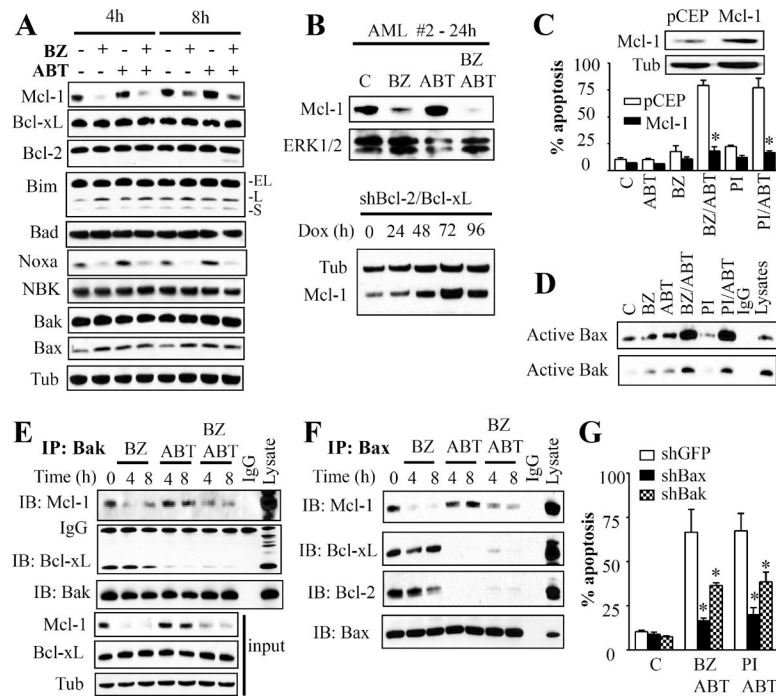 A
4h 8h
BZ - + - + - + - +
ABT - - + + - - + +
Mcl-1
Bcl-xL
Bcl-2
Bim
-EL
-L
-S
Bad
Noxa
NBK
Bak
Bax
Tub
B
AML #2 - 24h
BZ
C BZ ABT ABT
Mcl-1
ERK1/2
shBcl-2/Bcl-xL
Dox (h) 0 24 48 72 96
Tub
Mcl-1
C
pCEP Mcl-1
Mcl-1
Tub
% apoptosis
100
75
50
25
0
pCEP
Mcl-1
* *
C ABT BZ BZ/ABT PI PI/ABT
D
C BZ ABT BZ/ABT PI PI/ABT IgG Lysates
Active Bax
Active Bak
E
IP: Bak
BZ ABT BZ ABT IgG Lysate
Time (h) 0 4 8 4 8 4 8
IB: Mcl-1
IgG
IB: Bcl-xL
IB: Bak
Mcl-1
Bcl-xL
Tub
input
F
IP: Bax
BZ ABT BZ ABT IgG Lysate
Time (h) 0 4 8 4 8 4 8
IB: Mcl-1
IB: Bcl-xL
IB: Bcl-2
IB: Bax
G
shGFP
shBax
shBak
% apoptosis
100
75
50
25
0
* * * *
C BZ PI
ABT ABT